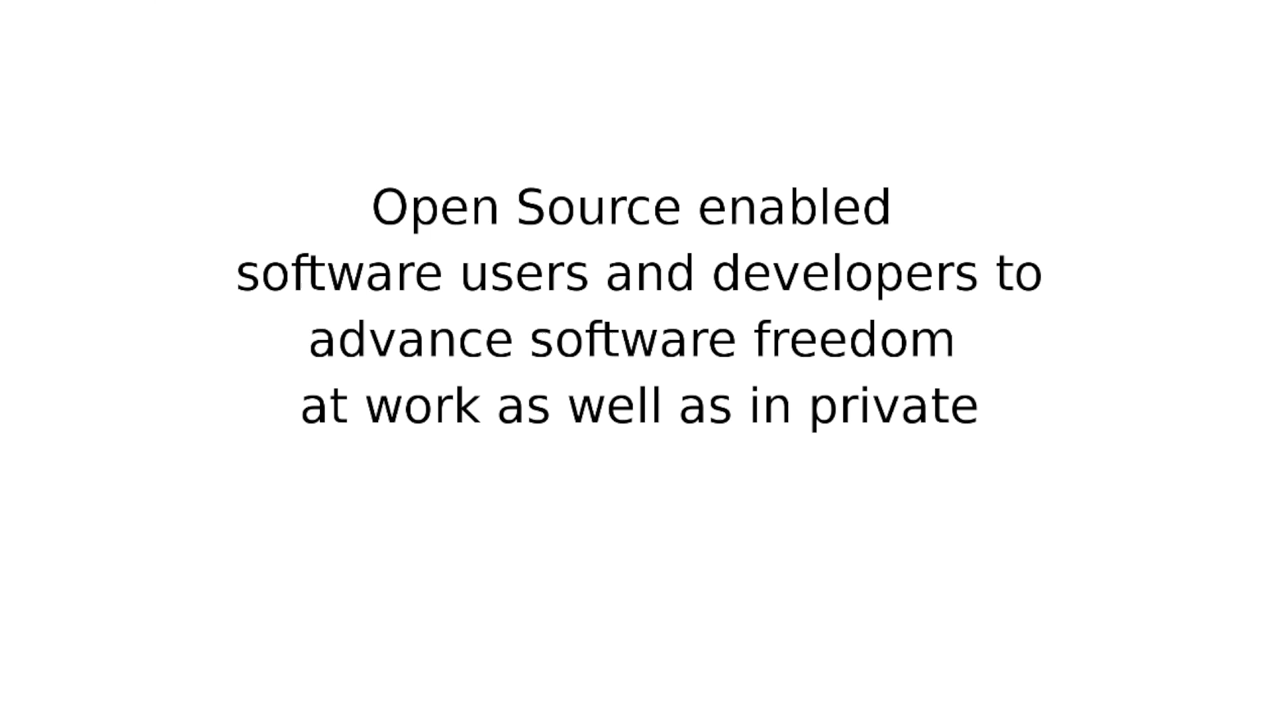 Open Source enabled
software users and developers to
advance software freedom
at work as well as in private